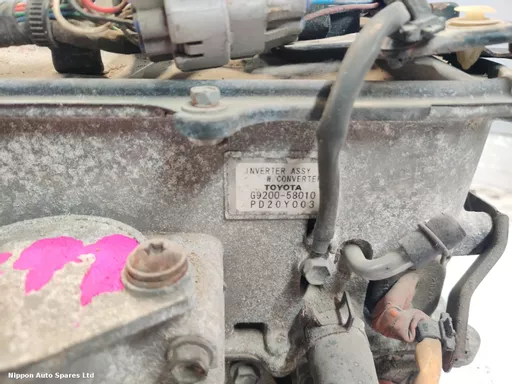 INVERTER ASSY
W CONVERTER
TOYOTA
G9200-58010
PD20Y003
Nippon Auto Spares Ltd